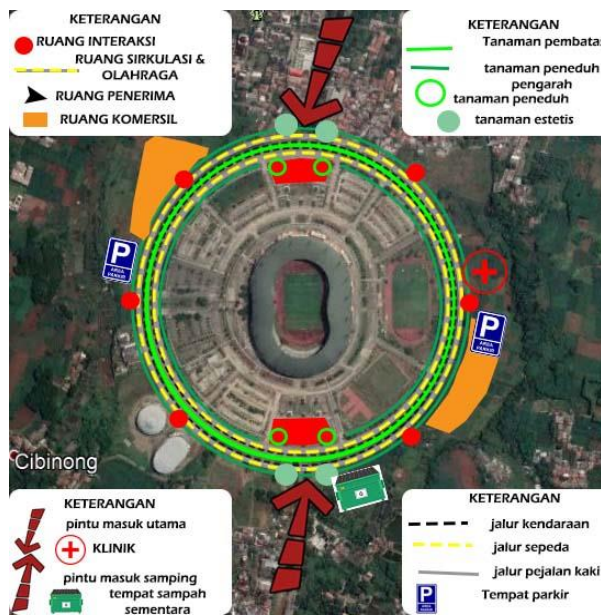 KETERANGAN
RUANG INTERAKSI
RUANG SIRKULASI &
OLAHRAGA
RUANG PENERIMA
RUANG KOMERSIL
KETERANGAN
Tanaman pembatas
tanaman peneduh
pengarah
tanaman peneduh
tanaman estetis
P
AREA
PARKIR
P
AREA
PARKIR
Cibinong
KETERANGAN
pintu masuk utama
KLINIK
pintu masuk samping
tempat sampah
sementara
KETERANGAN
jalur kendaraan
jalur sepeda
jalur pejalan kaki
P
Tempat parkir